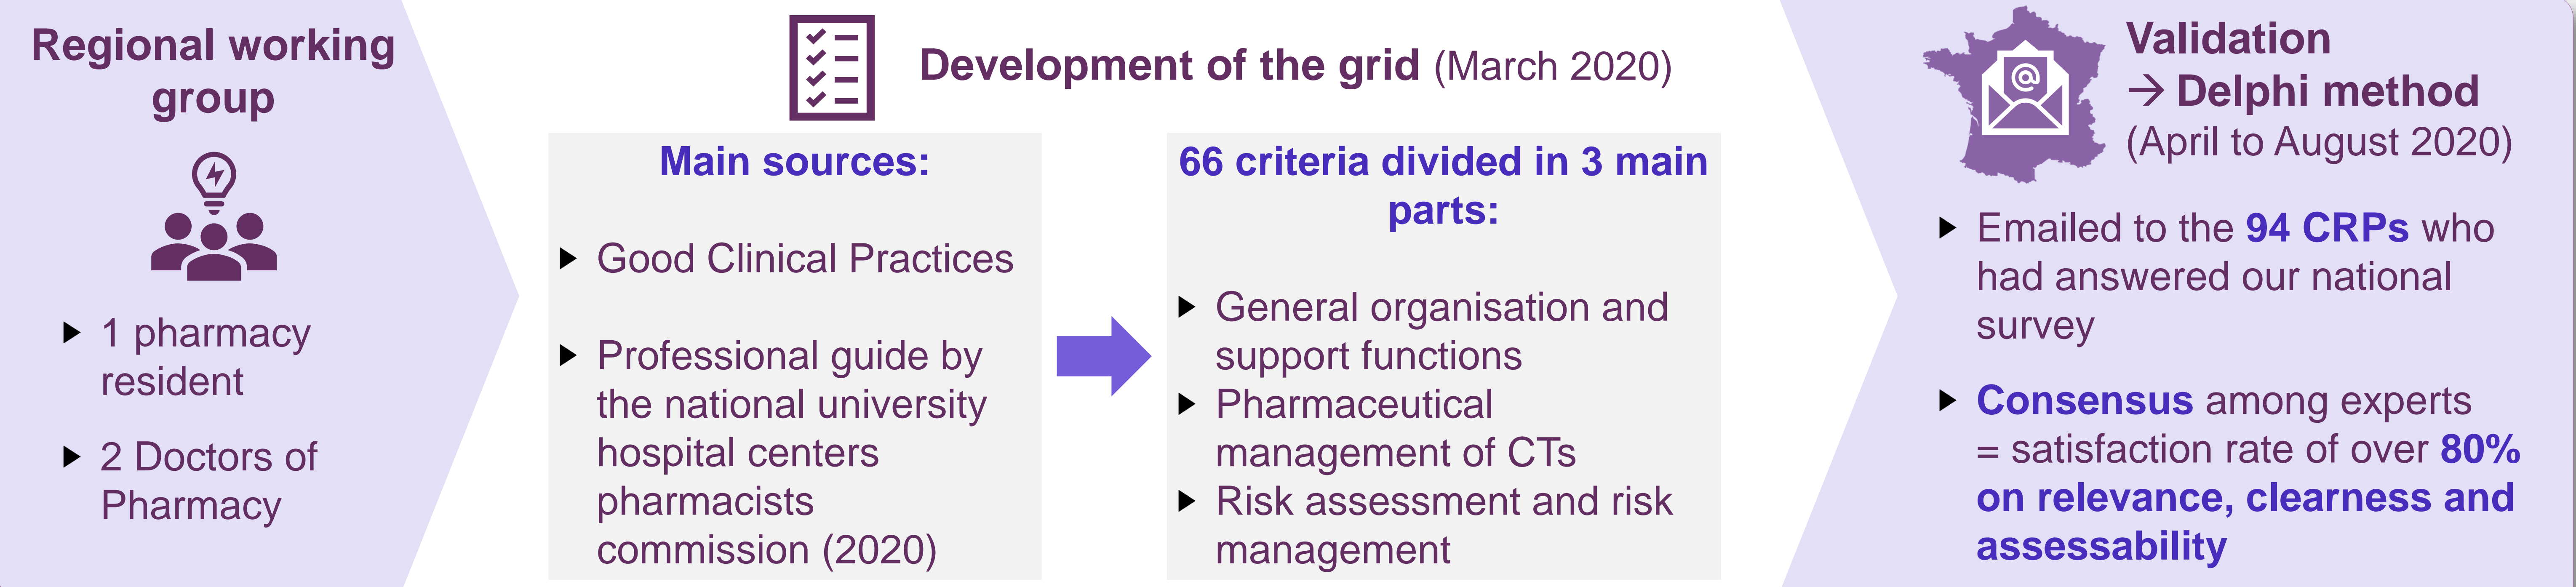 Regional working
group
▶ 1 pharmacy
resident
▶ 2 Doctors of
Pharmacy
Development of the grid (March 2020)
Main sources:
▶ Good Clinical Practices
▶ Professional guide by
the national university
hospital centers
pharmacists
commission (2020)
66 criteria divided in 3 main
parts:
▶ General organisation and
support functions
▶ Pharmaceutical
management of CTs
▶ Risk assessment and risk
management
@
Validation
→ Delphi method
(April to August 2020)
▶ Emailed to the 94 CRPs who
had answered our national
survey
▶ Consensus among experts
= satisfaction rate of over 80%
on relevance, clearness and
assessability